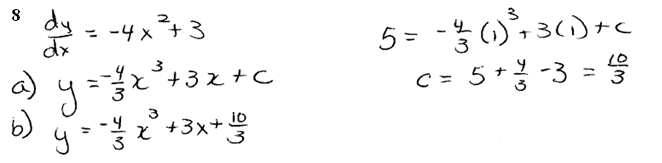 8 dy/dx = -4x² + 3
a) y = -4/3 x³ + 3x + c
b) y = -4/3 x³ + 3x + 10/3
5 = -4/3 (1)³ + 3(1) + c
c = 5 + 4/3 - 3 = 10/3